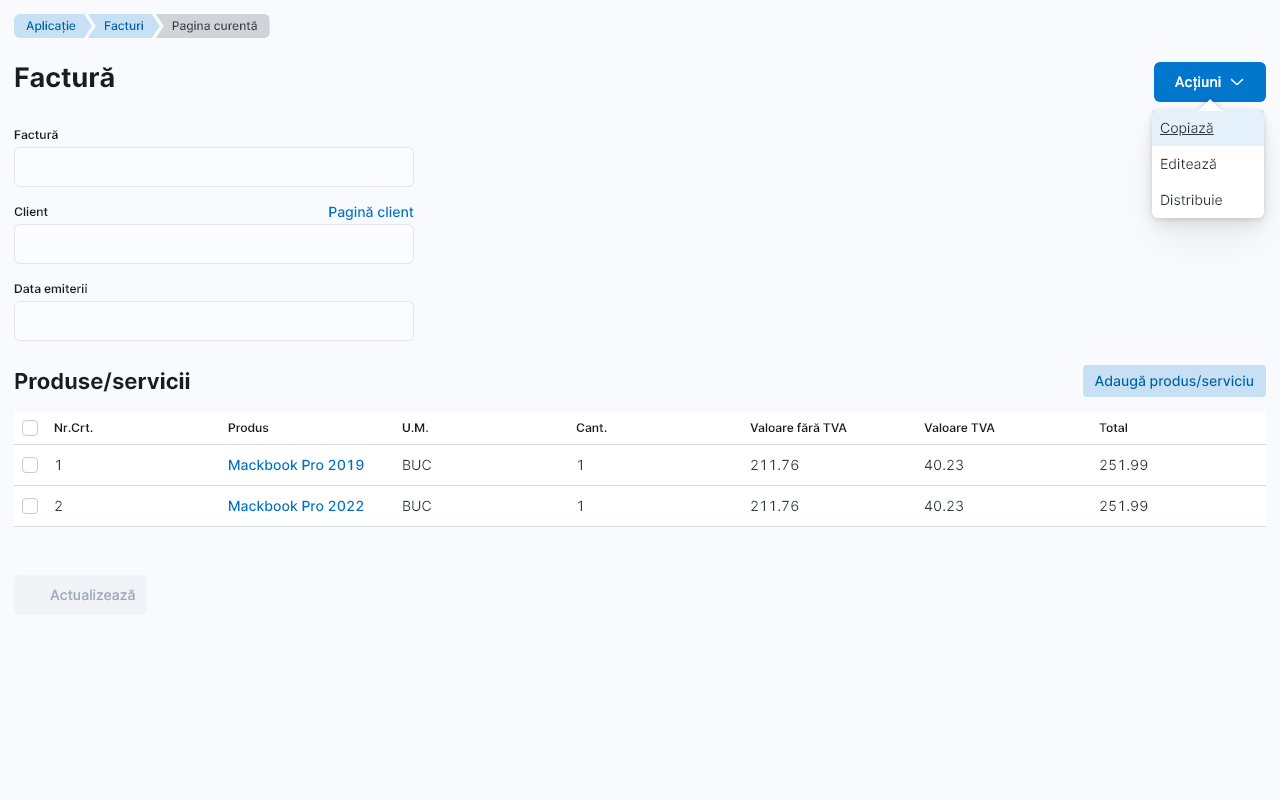 Aplicație Facturi Pagina curentă
Factură
Acțiuni
Copiază
Editează
Distribuie
Factură
Client Pagină client
Data emiterii
Produse/servicii
Adaugă produs/serviciu
Nr.Crt. Produs U.M. Cant. Valoare fără TVA Valoare TVA Total
1 Mackbook Pro 2019 BUC 1 211.76 40.23 251.99
2 Mackbook Pro 2022 BUC 1 211.76 40.23 251.99
Actualizează